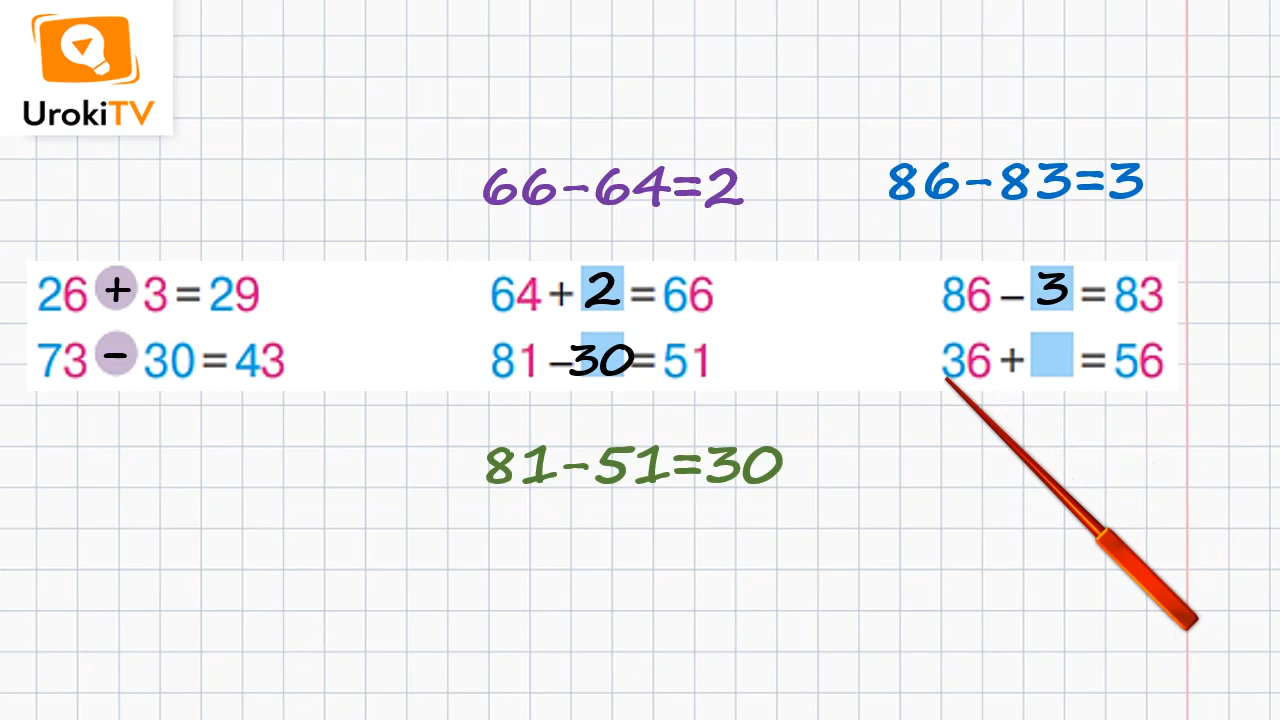 UrokiTV
66-64=2
86-83=3
26 + 3 = 29
64 + 2 = 66
86 - 3 = 83
73 - 30 = 43
81 - 30 = 51
36 + = 56
81-51=30